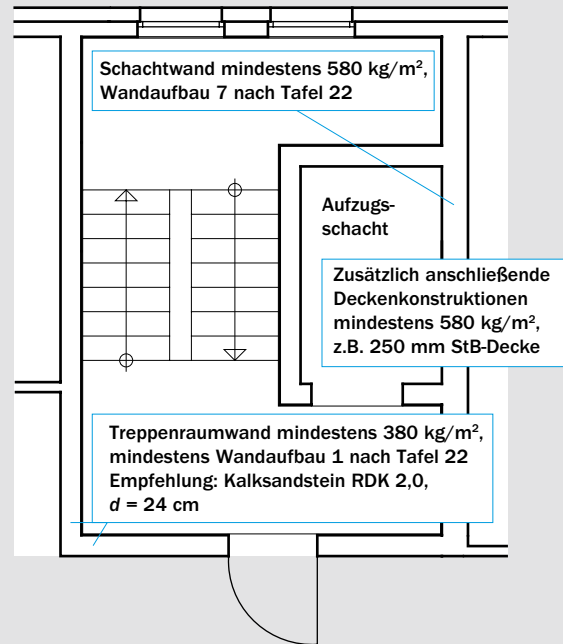 Schachtwand mindestens 580 kg/m²,
Wandaufbau 7 nach Tafel 22
Aufzugs-
schacht
Zusätzlich anschließende
Deckenkonstruktionen
mindestens 580 kg/m²,
z.B. 250 mm StB-Decke
Treppenraumwand mindestens 380 kg/m²,
mindestens Wandaufbau 1 nach Tafel 22
Empfehlung: Kalksandstein RDK 2,0,
d = 24 cm